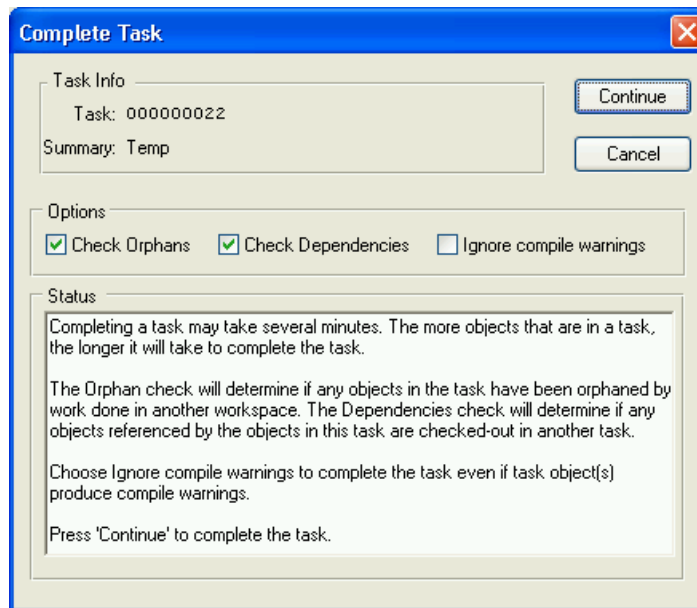 Complete Task
Task Info
Task: 000000022
Summary: Temp
Continue
Cancel
Options
Check Orphans
Check Dependencies
Ignore compile warnings
Status
Completing a task may take several minutes. The more objects that are in a task,
the longer it will take to complete the task.
The Orphan check will determine if any objects in the task have been orphaned by
work done in another workspace. The Dependencies check will determine if any
objects referenced by the objects in this task are checked-out in another task.
Choose Ignore compile warnings to complete the task even if task object(s)
produce compile warnings.
Press 'Continue' to complete the task.